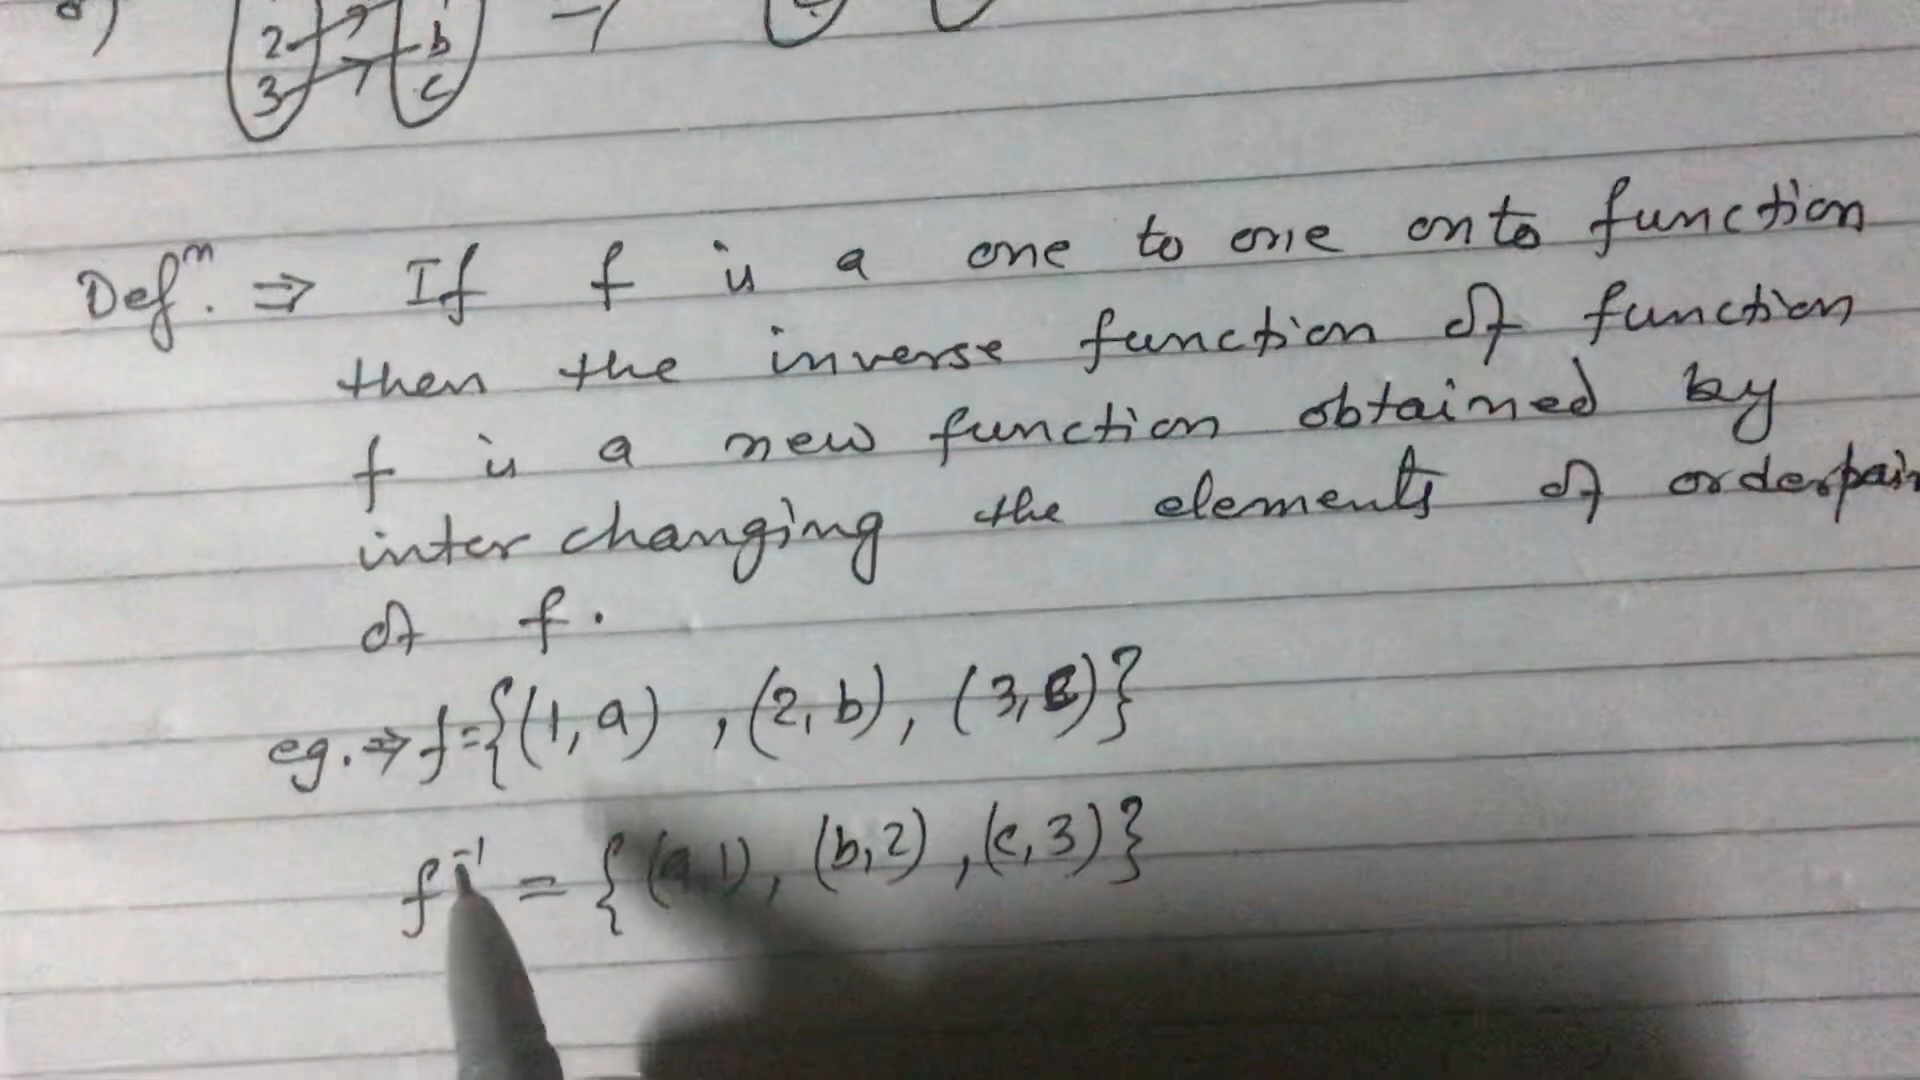 2 b
3 c
Defⁿ. ⇒ If f is a one to one onto function
then the inverse function of function
f is a new function obtained by
inter changing the elements of orderpair
of f.
eg. ⇒ f={(1,a) , (2,b), (3,c)}
f⁻¹ = {(a,1), (b,2) ,(c,3)}